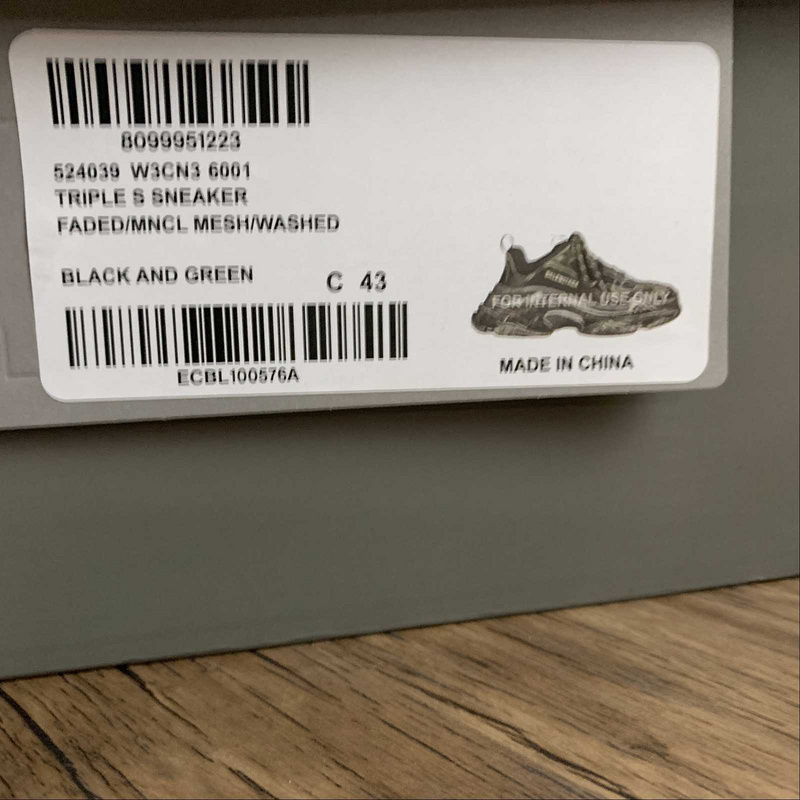 8099951223
524039 W3CN3 6001
TRIPLE S SNEAKER
FADED/MNCL MESH/WASHED
BLACK AND GREEN C 43
ECBL100576A
FOR INTERNAL USE ONLY
MADE IN CHINA